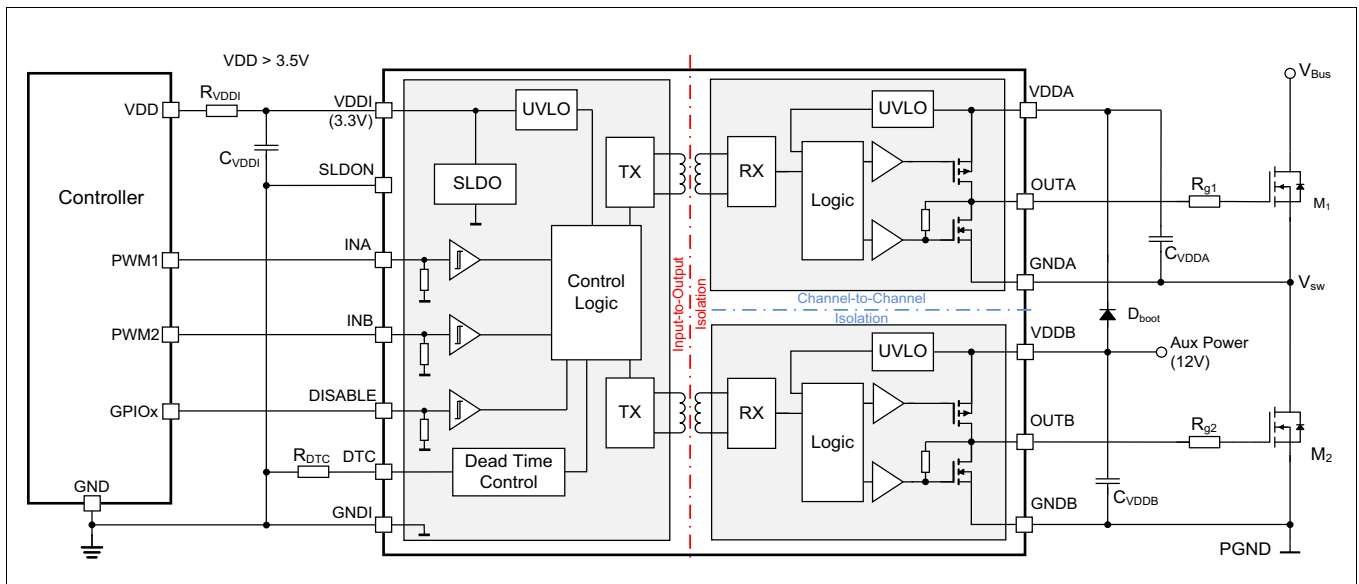 VDD > 3.5V
Controller
VDD
PWM1
PWM2
GPIOx
GND
RVDDI
CVDDI
RDTC
VDDI
(3.3V)
SLDON
INA
INB
DISABLE
DTC
GNDI
UVLO
SLDO
TX
Control
Logic
TX
Dead Time
Control
Input-to-Output
Isolation
UVLO
RX
Logic
Channel-to-Channel
Isolation
UVLO
RX
Logic
VDDA
OUTA
GNDA
VDDB
OUTB
GNDB
VBus
Rg1
M1
CVDDA
Vsw
Dboot
Aux Power
(12V)
Rg2
M2
CVDDB
PGND